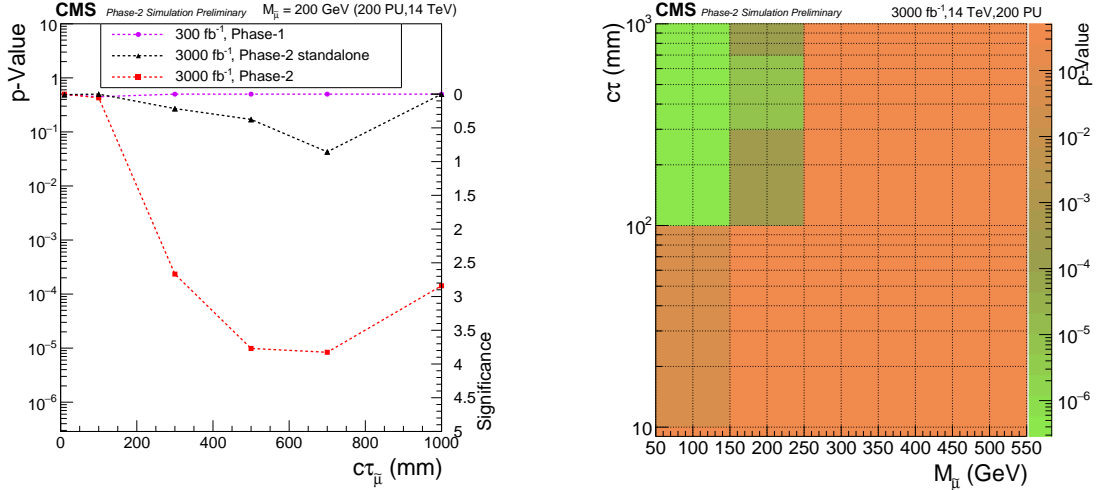 CMS Phase-2 Simulation Preliminary M_μ̃ = 200 GeV (200 PU,14 TeV)
300 fb⁻¹, Phase-1
3000 fb⁻¹, Phase-2 standalone
3000 fb⁻¹, Phase-2
p-Value
10
1
10⁻¹
10⁻²
10⁻³
10⁻⁴
10⁻⁵
10⁻⁶
0
0.5
1
1.5
2
2.5
3
3.5
4
4.5
5
Significance
0 200 400 600 800 1000
cτ_μ̃ (mm)
CMS Phase-2 Simulation Preliminary 3000 fb⁻¹,14 TeV,200 PU
cτ (mm)
10³
10²
10
50 100 150 200 250 300 350 400 450 500 550
M_μ̃ (GeV)
p-Value
10⁻¹
10⁻²
10⁻³
10⁻⁴
10⁻⁵
10⁻⁶